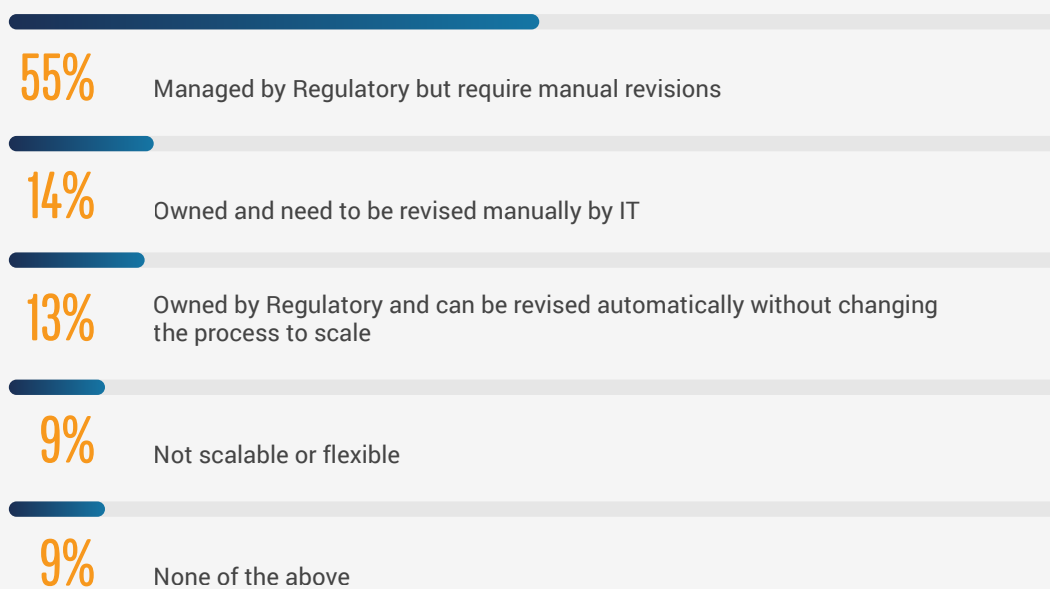 55%
Managed by Regulatory but require manual revisions
14%
Owned and need to be revised manually by IT
13%
Owned by Regulatory and can be revised automatically without changing
the process to scale
9%
Not scalable or flexible
9%
None of the above